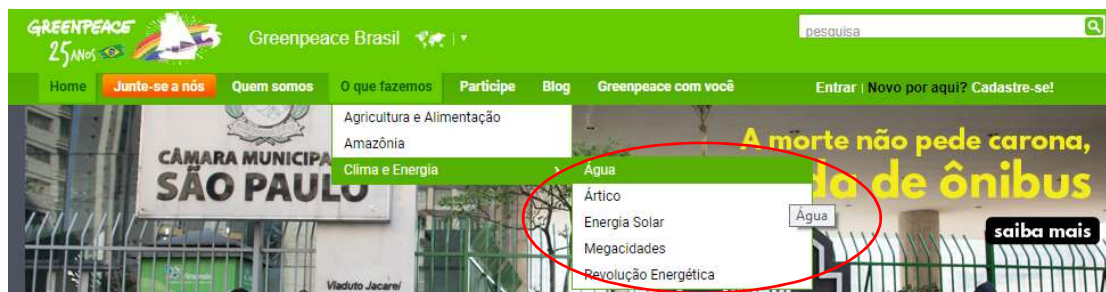 GREENPEACE
25 ANOS
Greenpeace Brasil
pesquisa
Home Junte-se a nós Quem somos O que fazemos Participe Blog Greenpeace com você Entrar | Novo por aqui? Cadastre-se!
Agricultura e Alimentação
Amazônia
Clima e Energia
Água
Ártico
Energia Solar
Megacidades
Revolução Energética
Água
CÂMARA MUNICIPA
SÃO PAULO
Viaduto Jacareí
A morte não pede carona,
da de ônibus
saiba mais